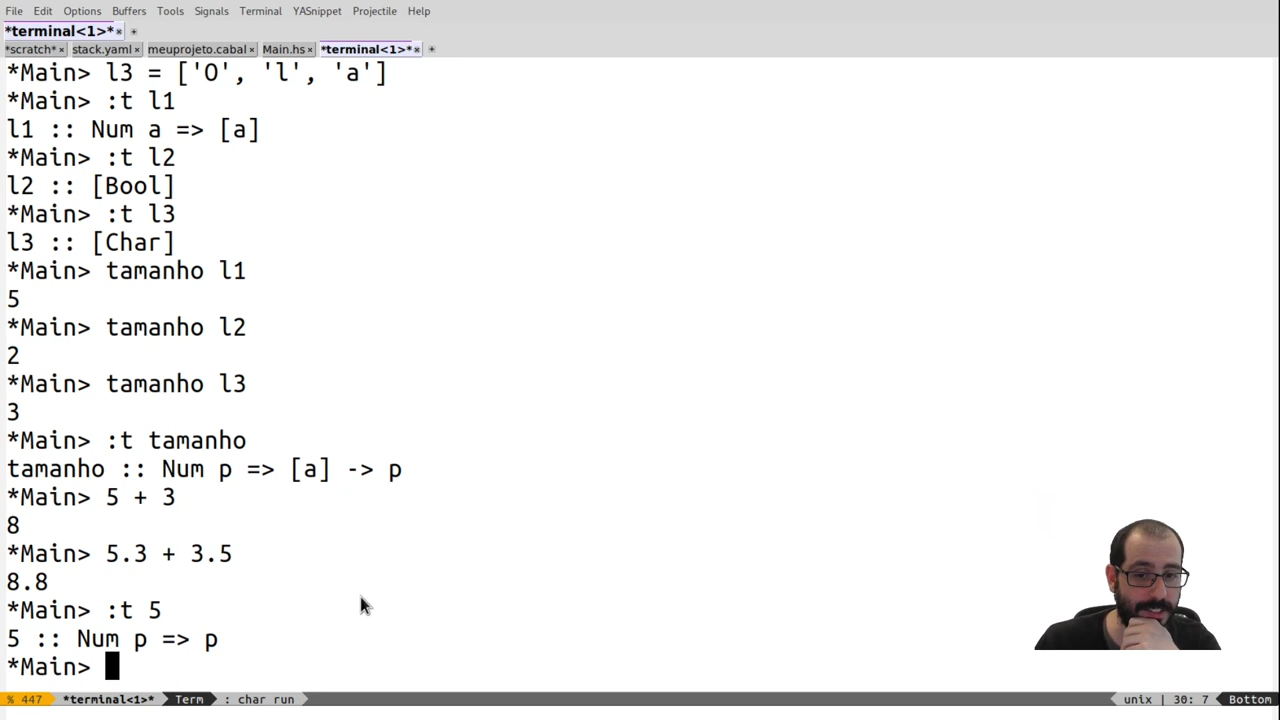 File Edit Options Buffers Tools Signals Terminal YASnippet Projectile Help
*terminal<1>* × +
*scratch* × stack.yaml × meuprojeto.cabal × Main.hs × *terminal<1>* × +
*Main> l3 = ['O', 'l', 'a']
*Main> :t l1
l1 :: Num a => [a]
*Main> :t l2
l2 :: [Bool]
*Main> :t l3
l3 :: [Char]
*Main> tamanho l1
5
*Main> tamanho l2
2
*Main> tamanho l3
3
*Main> :t tamanho
tamanho :: Num p => [a] -> p
*Main> 5 + 3
8
*Main> 5.3 + 3.5
8.8
*Main> :t 5
5 :: Num p => p
*Main>
% 447 *terminal<1>* Term : char run unix | 30: 7 Bottom